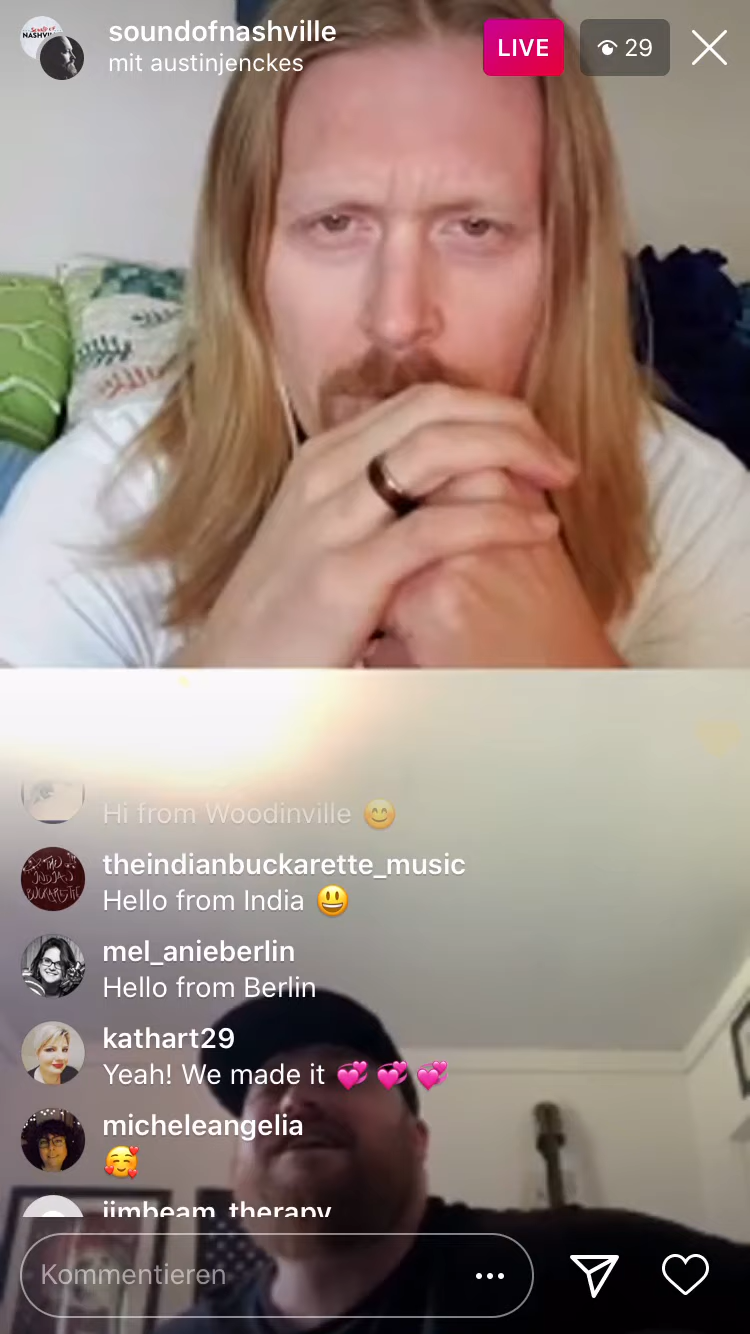 soundofnashville
mit austinjenckes
LIVE
29
Hi from Woodinville 😊
theindianbuckarette_music
Hello from India 😃
mel_anieberlin
Hello from Berlin
kathart29
Yeah! We made it 💞 💞 💞
micheleangelia
🥰
jimbeam_therapy
Kommentieren